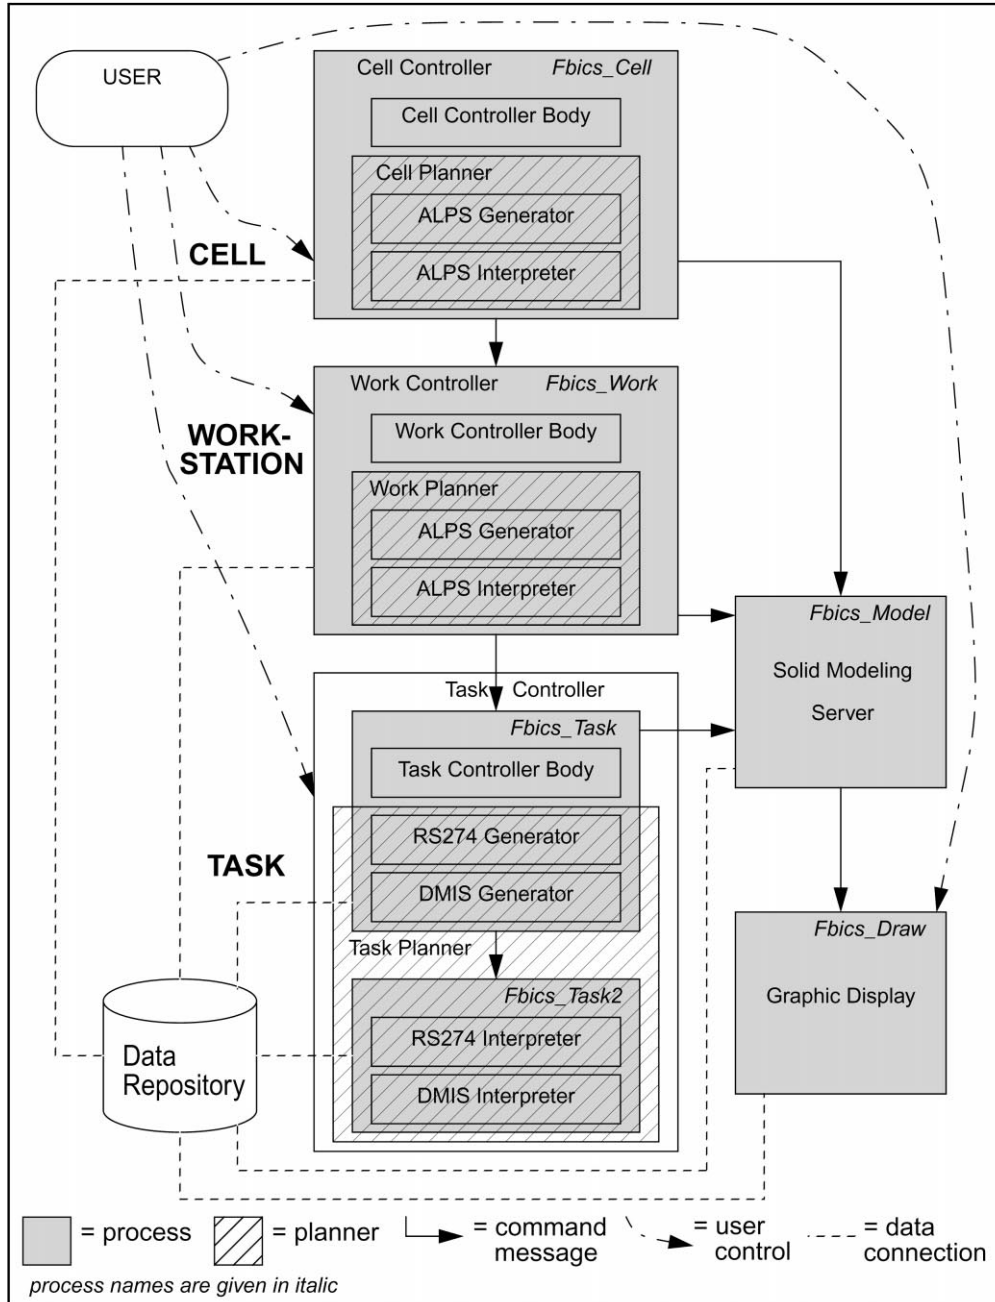 USER
Cell Controller Fbics_Cell
Cell Controller Body
Cell Planner
ALPS Generator
ALPS Interpreter
CELL
Work Controller Fbics_Work
Work Controller Body
Work Planner
ALPS Generator
ALPS Interpreter
WORK-
STATION
Fbics_Model
Solid Modeling
Server
Task Controller
Fbics_Task
Task Controller Body
RS274 Generator
DMIS Generator
TASK
Task Planner
Fbics_Task2
RS274 Interpreter
DMIS Interpreter
Fbics_Draw
Graphic Display
Data
Repository
= process
= planner
= command
message
= user
control
= data
connection
process names are given in italic